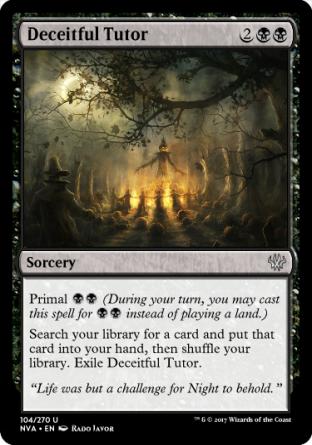 Deceitful Tutor 2
Sorcery
Primal (During your turn, you may cast
this spell for instead of playing a land.)
Search your library for a card and put that
card into your hand, then shuffle your
library. Exile Deceitful Tutor.
"Life was but a challenge for Night to behold."
104/270 U
NVA • EN Rado Javor
™ & © 2017 Wizards of the Coast